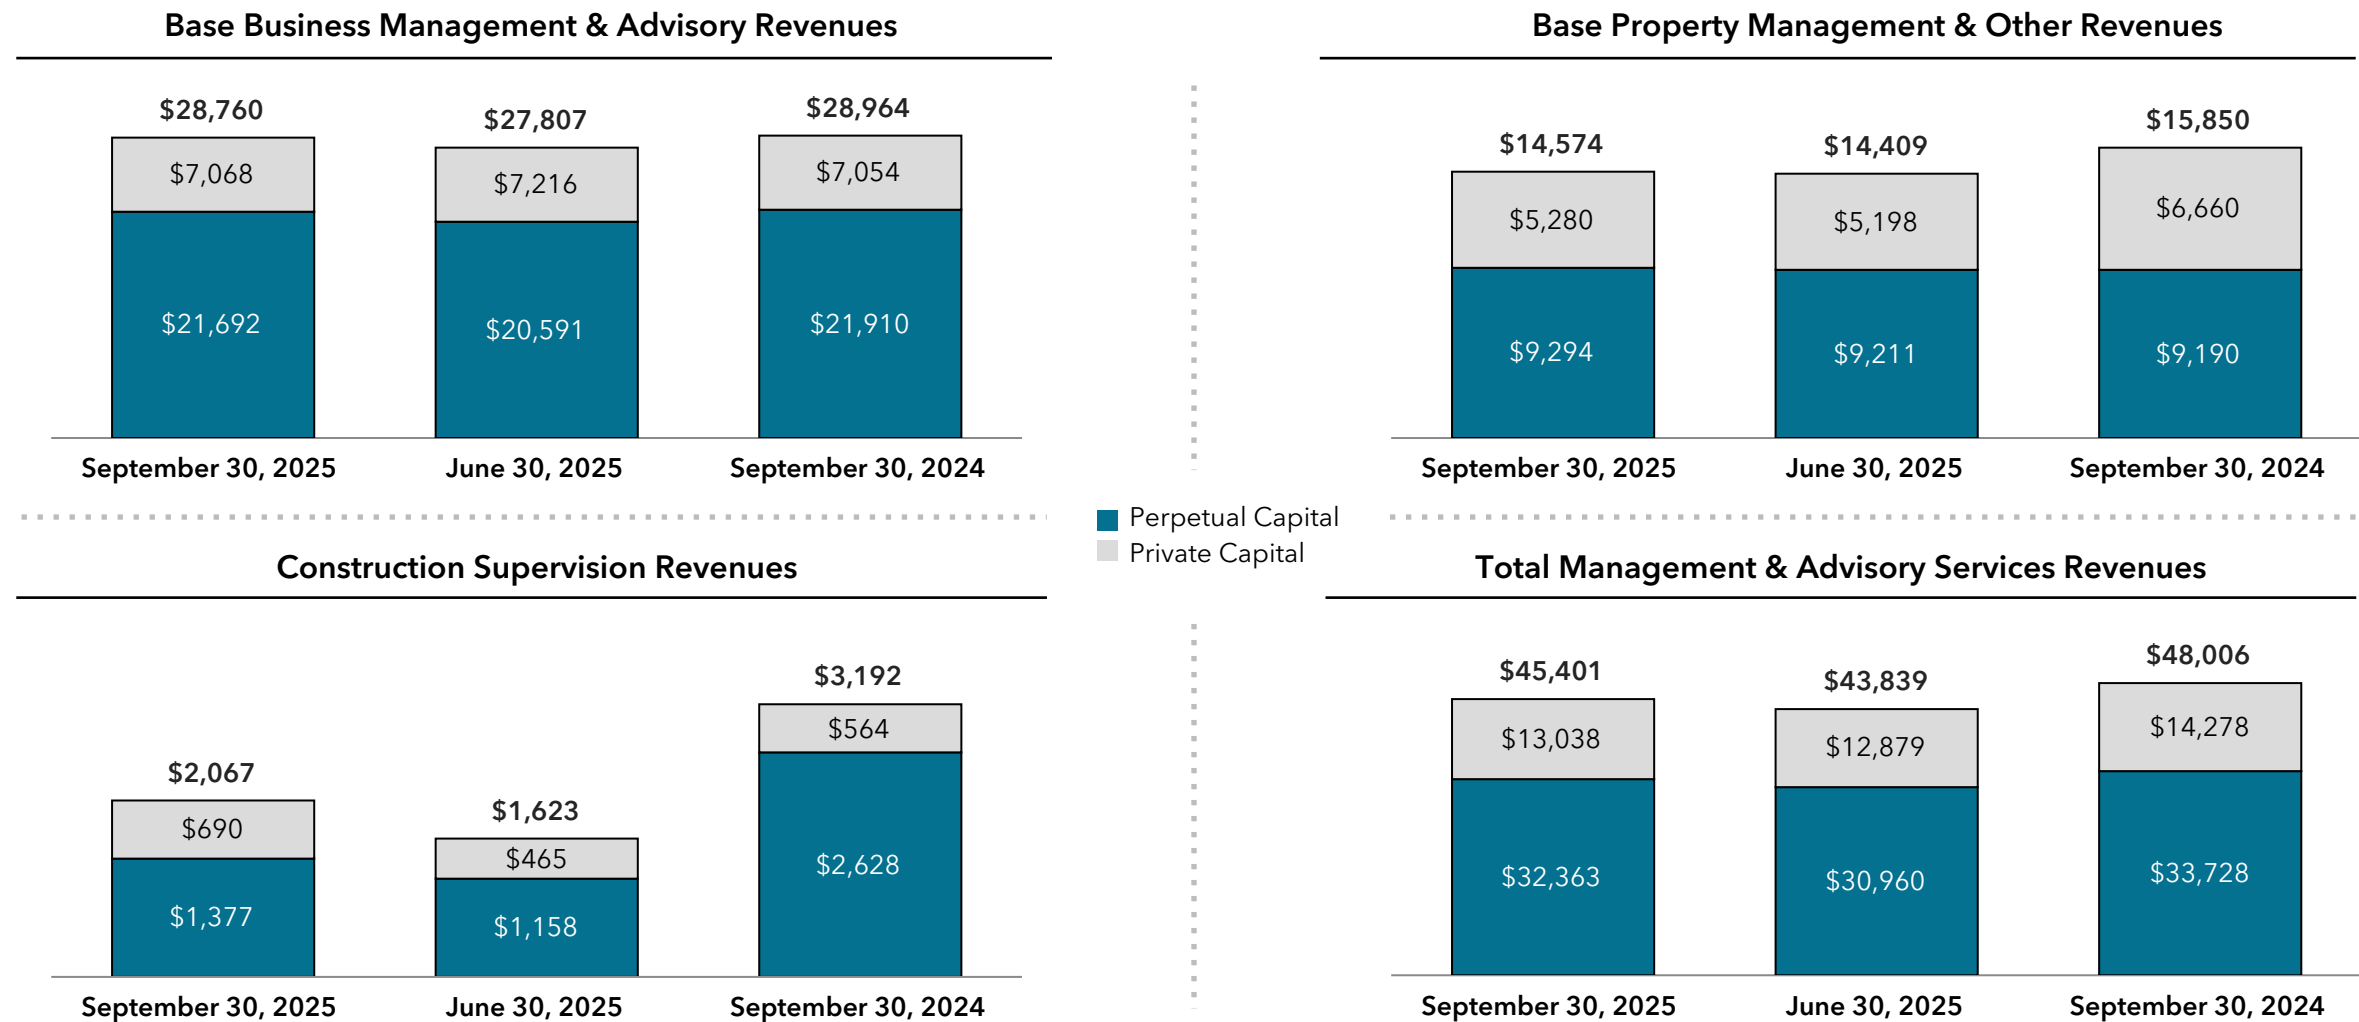 Base Business Management & Advisory Revenues
$28,760
$27,807
$28,964
$7,068
$7,216
$7,054
$21,692
$20,591
$21,910
September 30, 2025
June 30, 2025
September 30, 2024
Base Property Management & Other Revenues
$14,574
$14,409
$15,850
$5,280
$5,198
$6,660
$9,294
$9,211
$9,190
September 30, 2025
June 30, 2025
September 30, 2024
Perpetual Capital
Private Capital
Construction Supervision Revenues
$2,067
$1,623
$3,192
$690
$465
$564
$1,377
$1,158
$2,628
September 30, 2025
June 30, 2025
September 30, 2024
Total Management & Advisory Services Revenues
$45,401
$43,839
$48,006
$13,038
$12,879
$14,278
$32,363
$30,960
$33,728
September 30, 2025
June 30, 2025
September 30, 2024